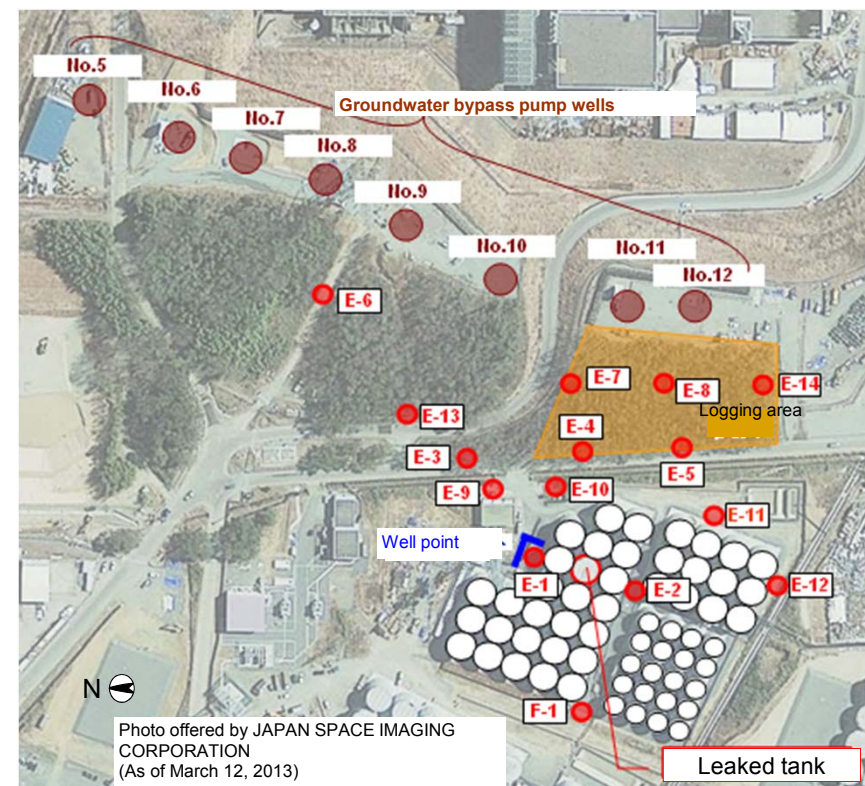 No.5
No.6
No.7
Groundwater bypass pump wells
No.8
No.9
No.10
No.11
No.12
E-6
E-7
E-8
E-14
Logging area
E-13
E-4
E-3
E-5
E-9
E-10
E-11
Well point
E-1
E-2
E-12
N
F-1
Photo offered by JAPAN SPACE IMAGING
CORPORATION
(As of March 12, 2013)
Leaked tank